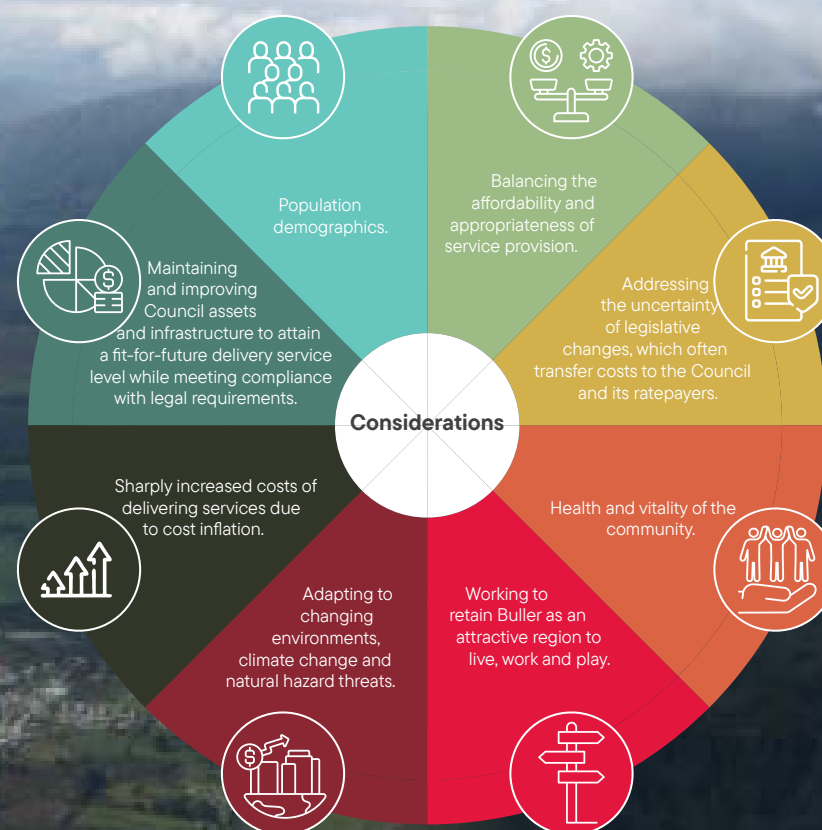 Population
demographics.
Balancing the
affordability and
appropriateness of
service provision.
Addressing
the uncertainty
of legislative
changes, which often
transfer costs to the Council
and its ratepayers.
Health and vitality of the
community.
Working to
retain Buller as an
attractive region to
live, work and play.
Adapting to
changing
environments,
climate change and
natural hazard threats.
Sharply increased costs of
delivering services due
to cost inflation.
Maintaining
and improving
Council assets
and infrastructure to attain
a fit-for-future delivery service
level while meeting compliance
with legal requirements.
Considerations
$
$
$